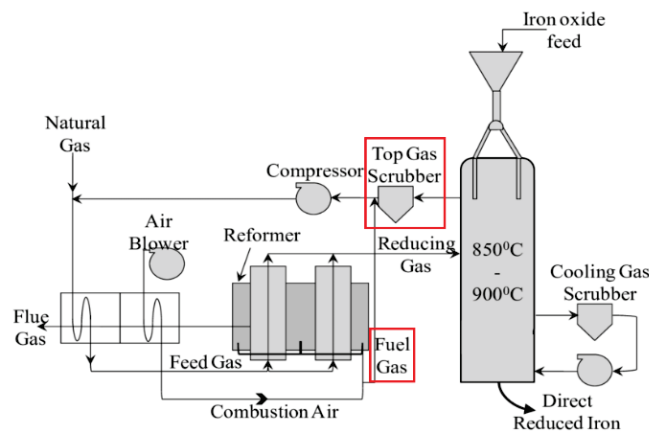 Iron oxide
feed
Natural
Gas
Top Gas
Scrubber
Compressor
Air
Blower
Reformer
Reducing
Gas
850⁰C
-
900⁰C
Cooling Gas
Scrubber
Flue
Gas
Feed Gas
Fuel
Gas
Combustion Air
Direct
Reduced Iron